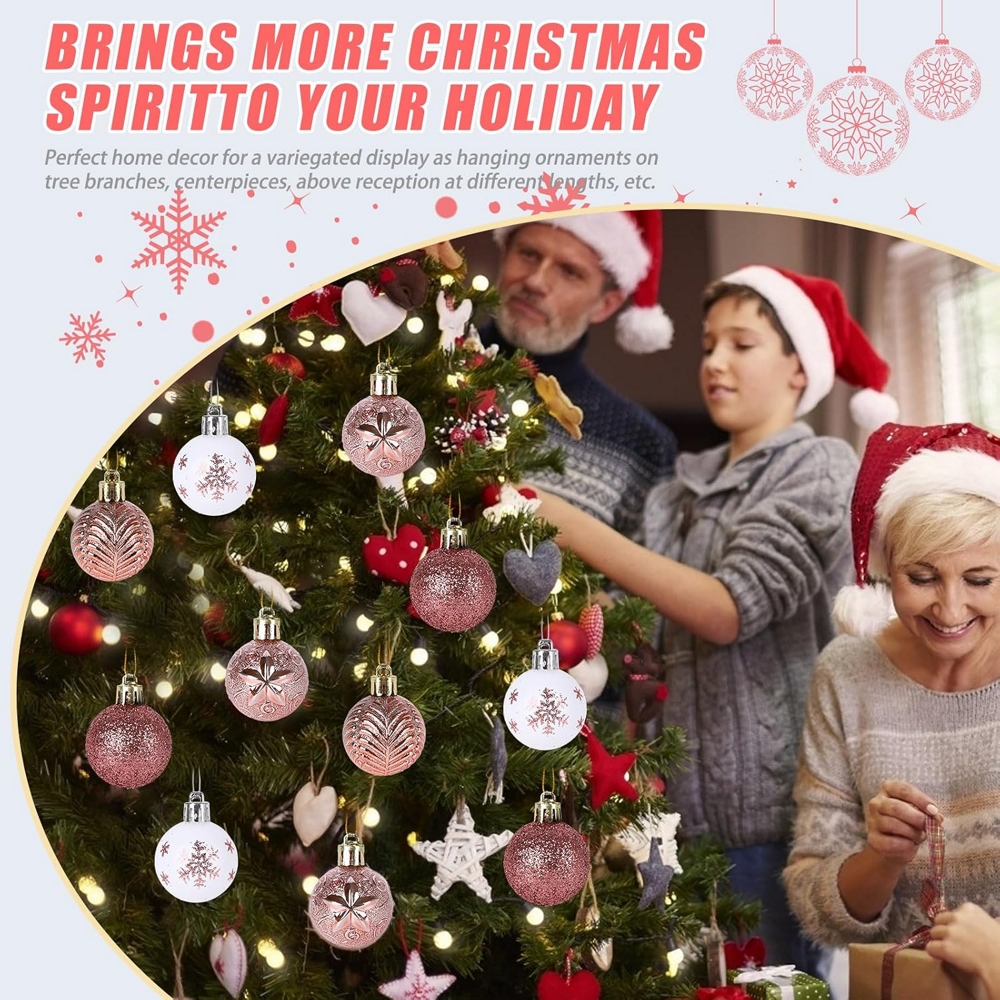 BRINGS MORE CHRISTMAS
SPIRITTO YOUR HOLIDAY
Perfect home decor for a variegated display as hanging ornaments on
tree branches, centerpieces, above reception at different lengths, etc.